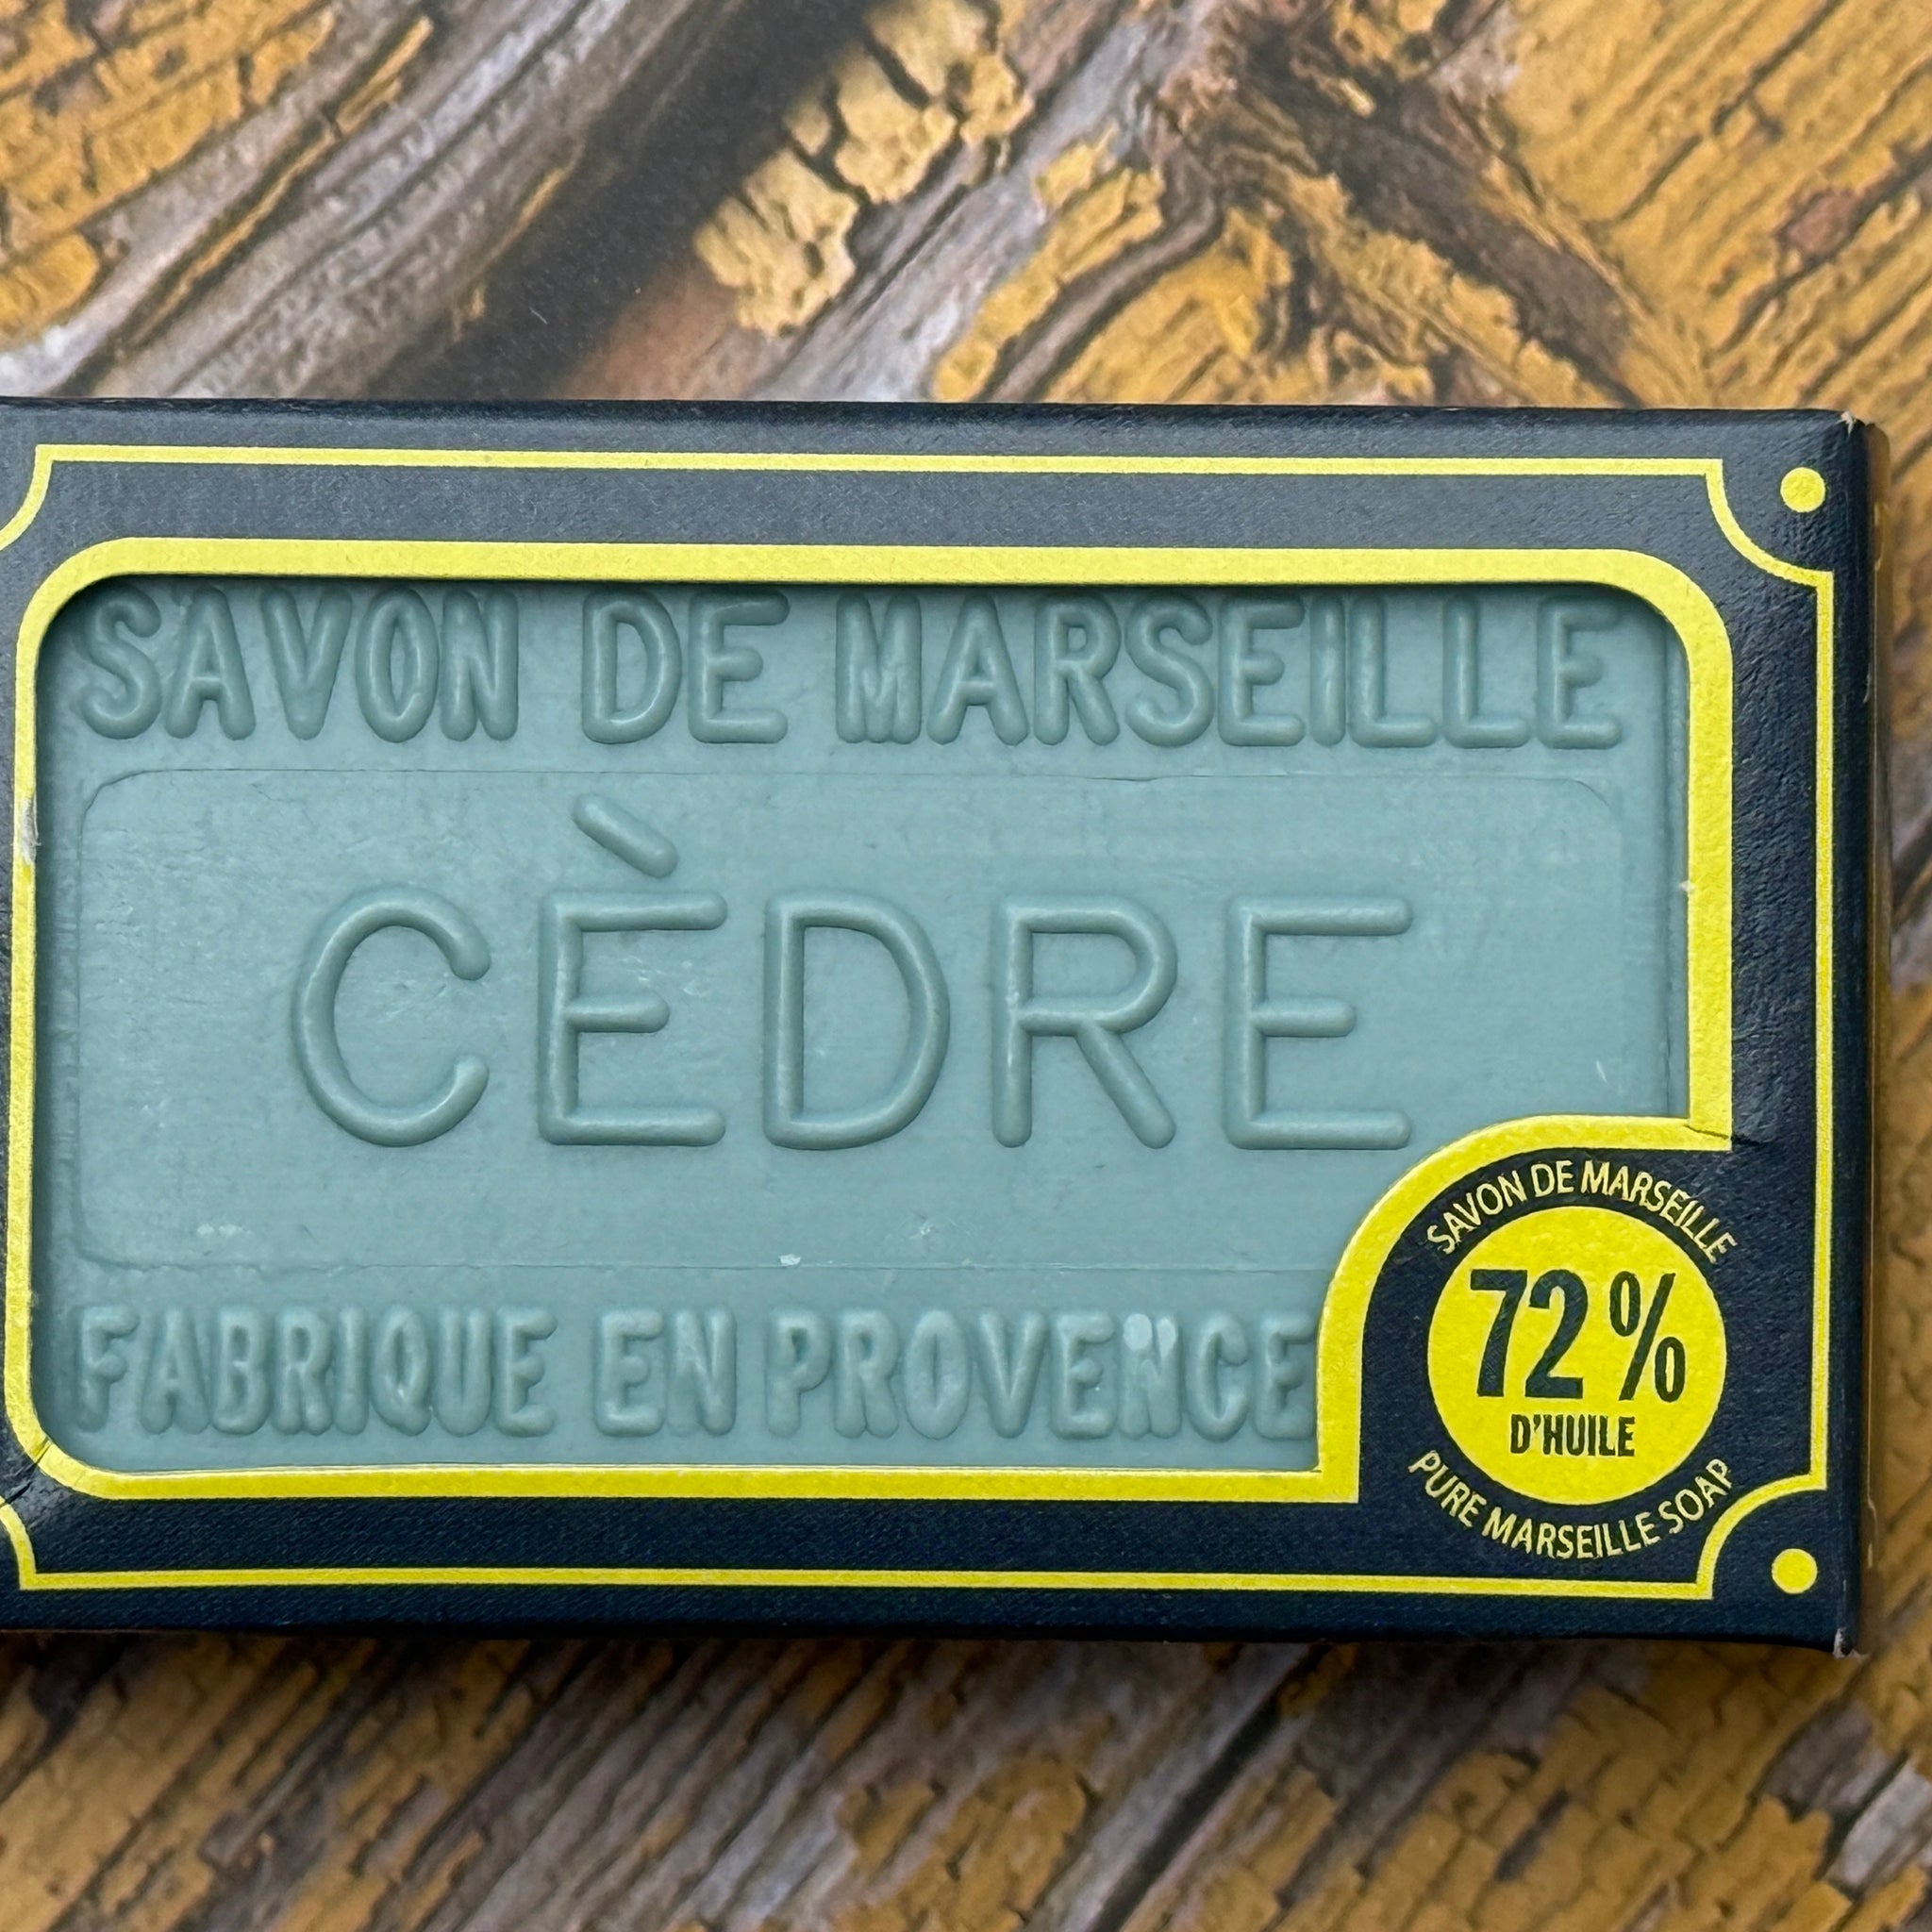 SAVON DE MARSEILLE
CÈDRE
FABRIQUE EN PROVENCE
SAVON DE MARSEILLE
72%
D'HUILE
PURE MARSEILLE SOAP